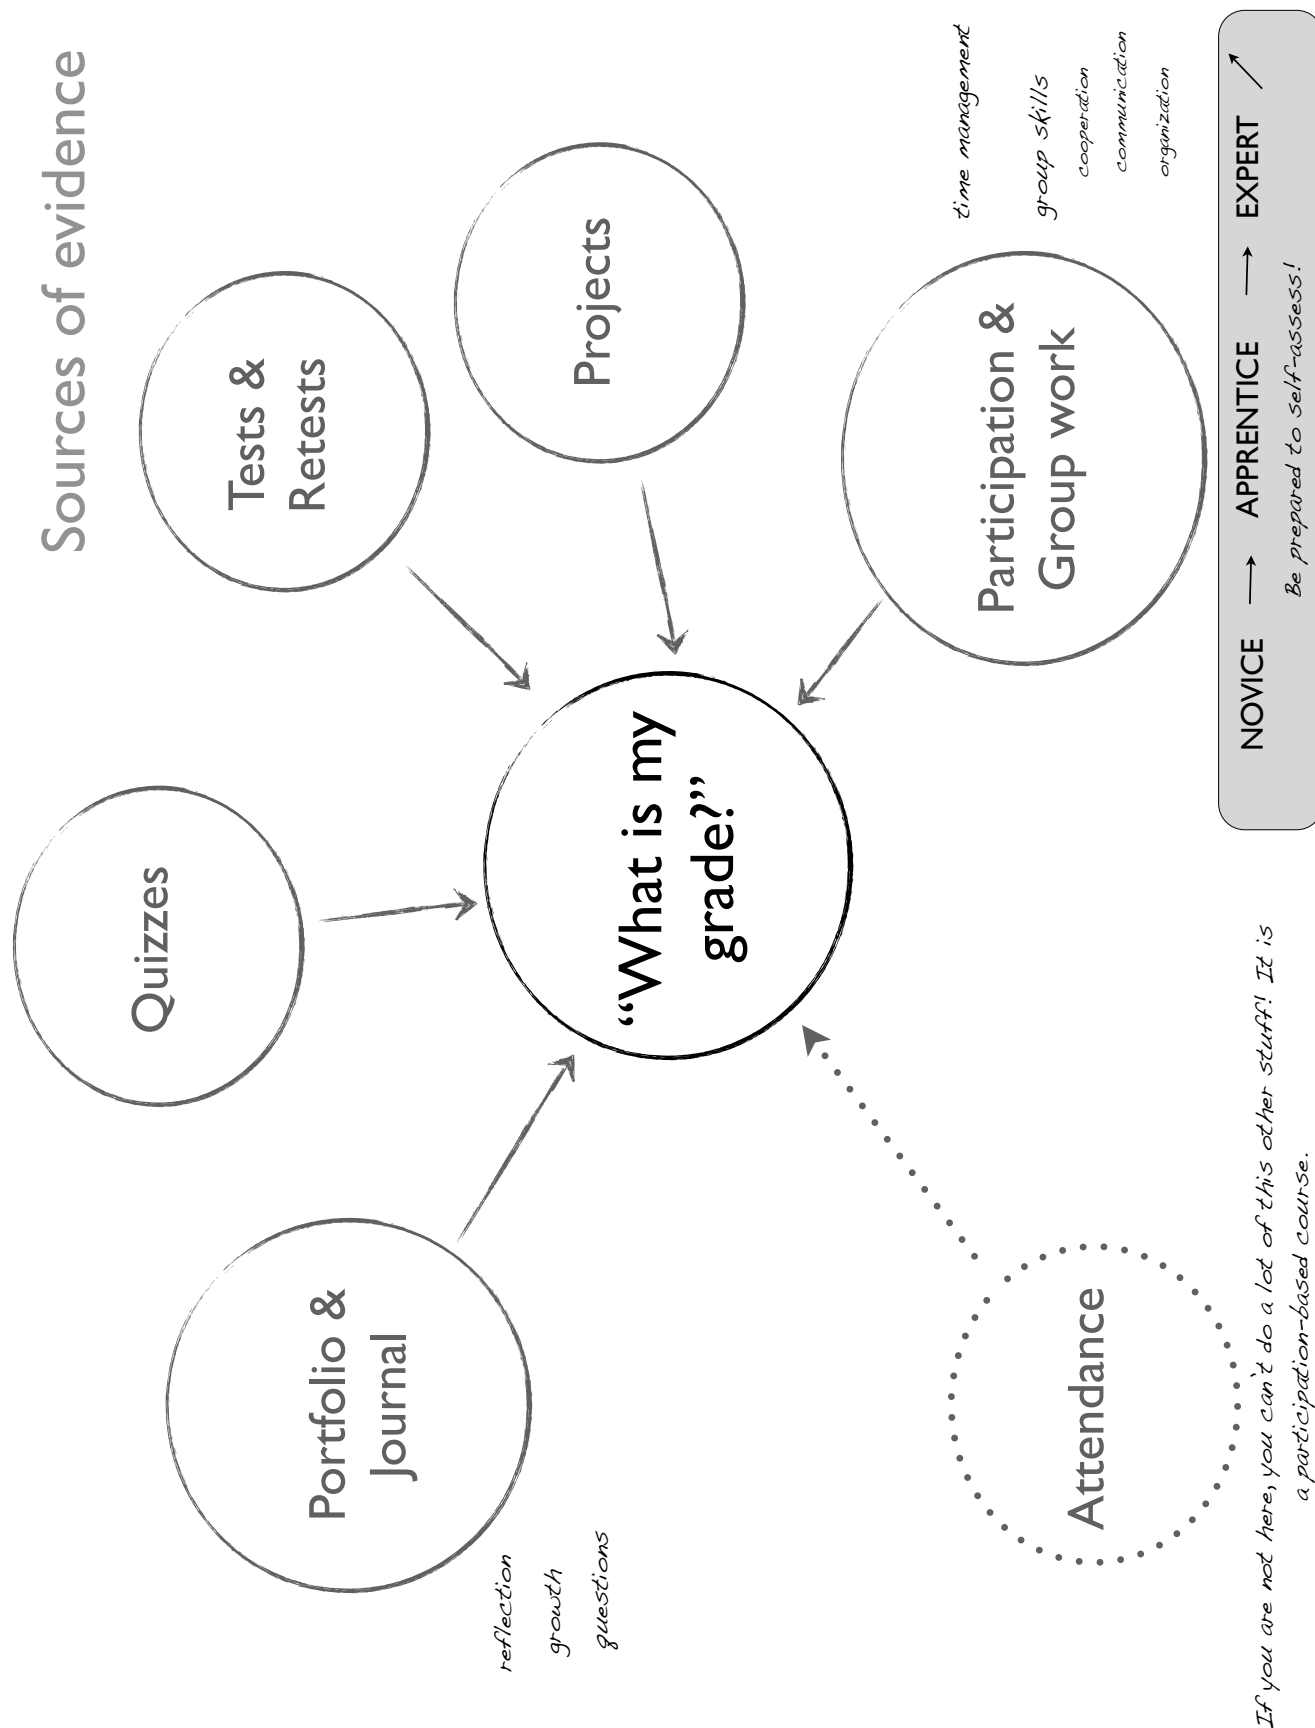 Sources of evidence
Quizzes
Tests &
Retests
Portfolio &
Journal
reflection
growth
questions
Projects
“What is my
grade?”
Participation &
Group work
time management
group skills
cooperation
communication
organization
Attendance
If you are not here, you can't do a lot of this other stuff! It is
a participation-based course.
NOVICE → APPRENTICE → EXPERT →
Be prepared to self-assess!